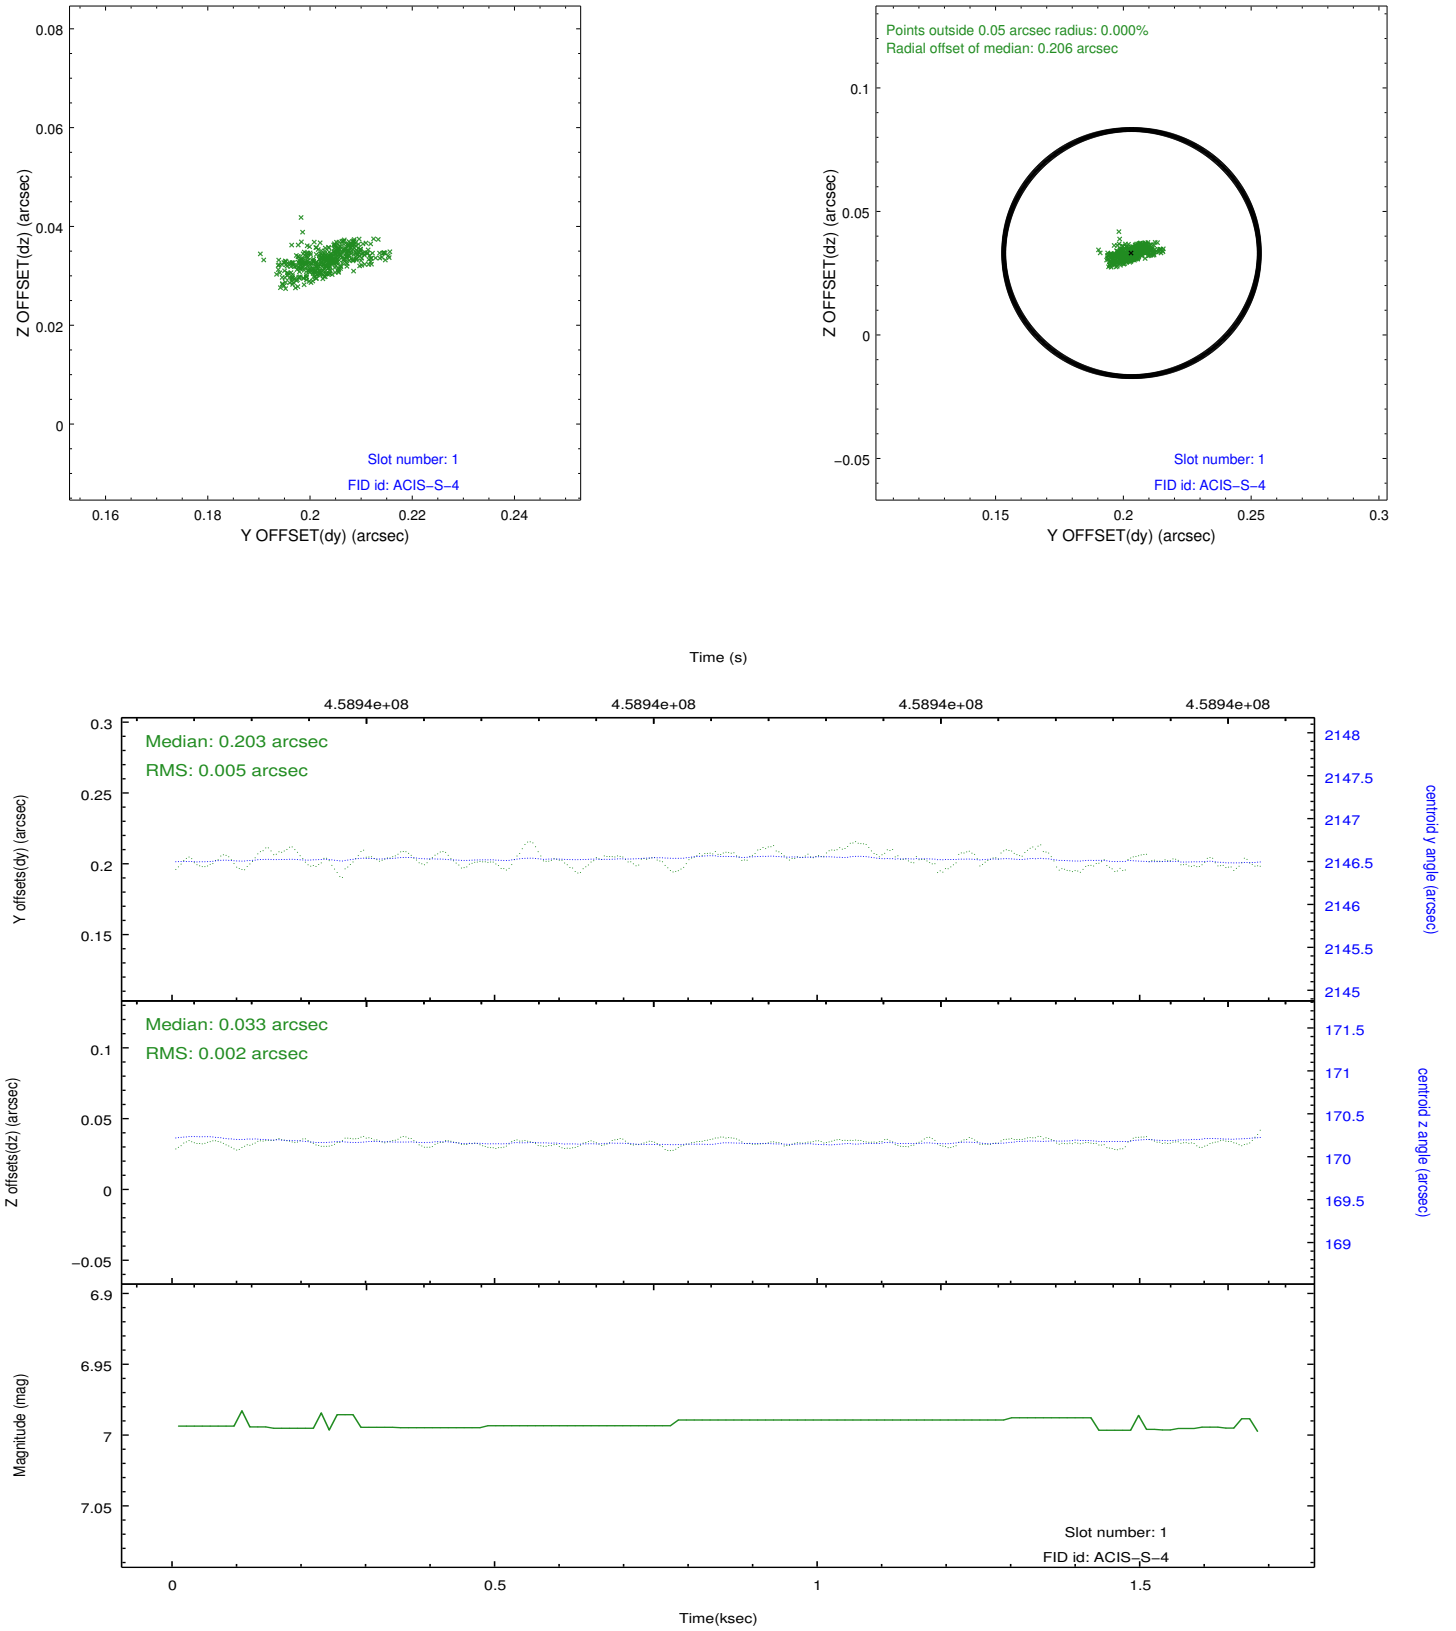 0.08
0.06
0.04
0.02
0
Z OFFSET(dz) (arcsec)
Slot number: 1
FID id: ACIS−S−4
0.16 0.18 0.2 0.22 0.24
Y OFFSET(dy) (arcsec)
Points outside 0.05 arcsec radius: 0.000%
Radial offset of median: 0.206 arcsec
0.1
0.05
0
−0.05
Z OFFSET(dz) (arcsec)
Slot number: 1
FID id: ACIS−S−4
0.15 0.2 0.25 0.3
Y OFFSET(dy) (arcsec)
Time (s)
4.5894e+08 4.5894e+08 4.5894e+08 4.5894e+08
Median: 0.203 arcsec
RMS: 0.005 arcsec
0.3
0.25
0.2
0.15
Y offsets(dy) (arcsec)
2148
2147.5
2147
2146.5
2146
2145.5
2145
centroid y angle (arcsec)
Median: 0.033 arcsec
RMS: 0.002 arcsec
0.1
0.05
0
−0.05
Z offsets(dz) (arcsec)
171.5
171
170.5
170
169.5
169
centroid z angle (arcsec)
6.9
6.95
7
7.05
Magnitude (mag)
Slot number: 1
FID id: ACIS−S−4
0 0.5 1 1.5
Time(ksec)